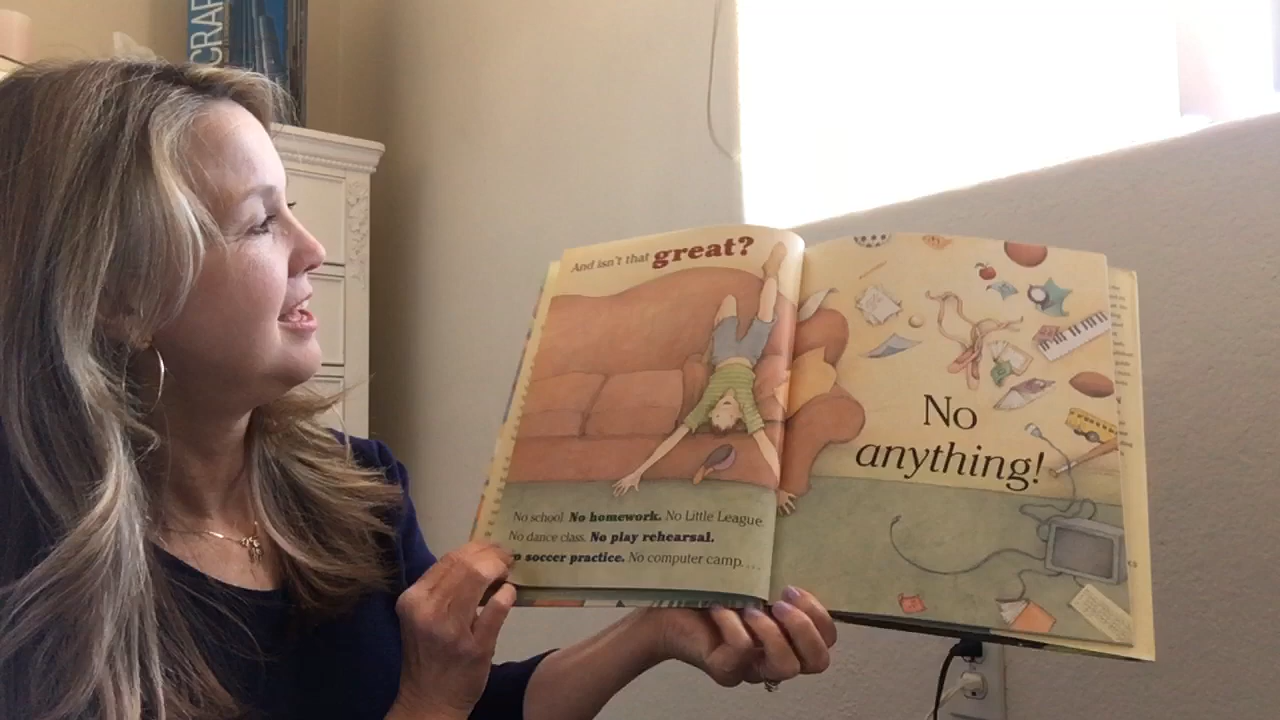 CRAF
And isn't that great?
No school. No homework. No Little League.
No dance class. No play rehearsal.
soccer practice. No computer camp....
No
anything!